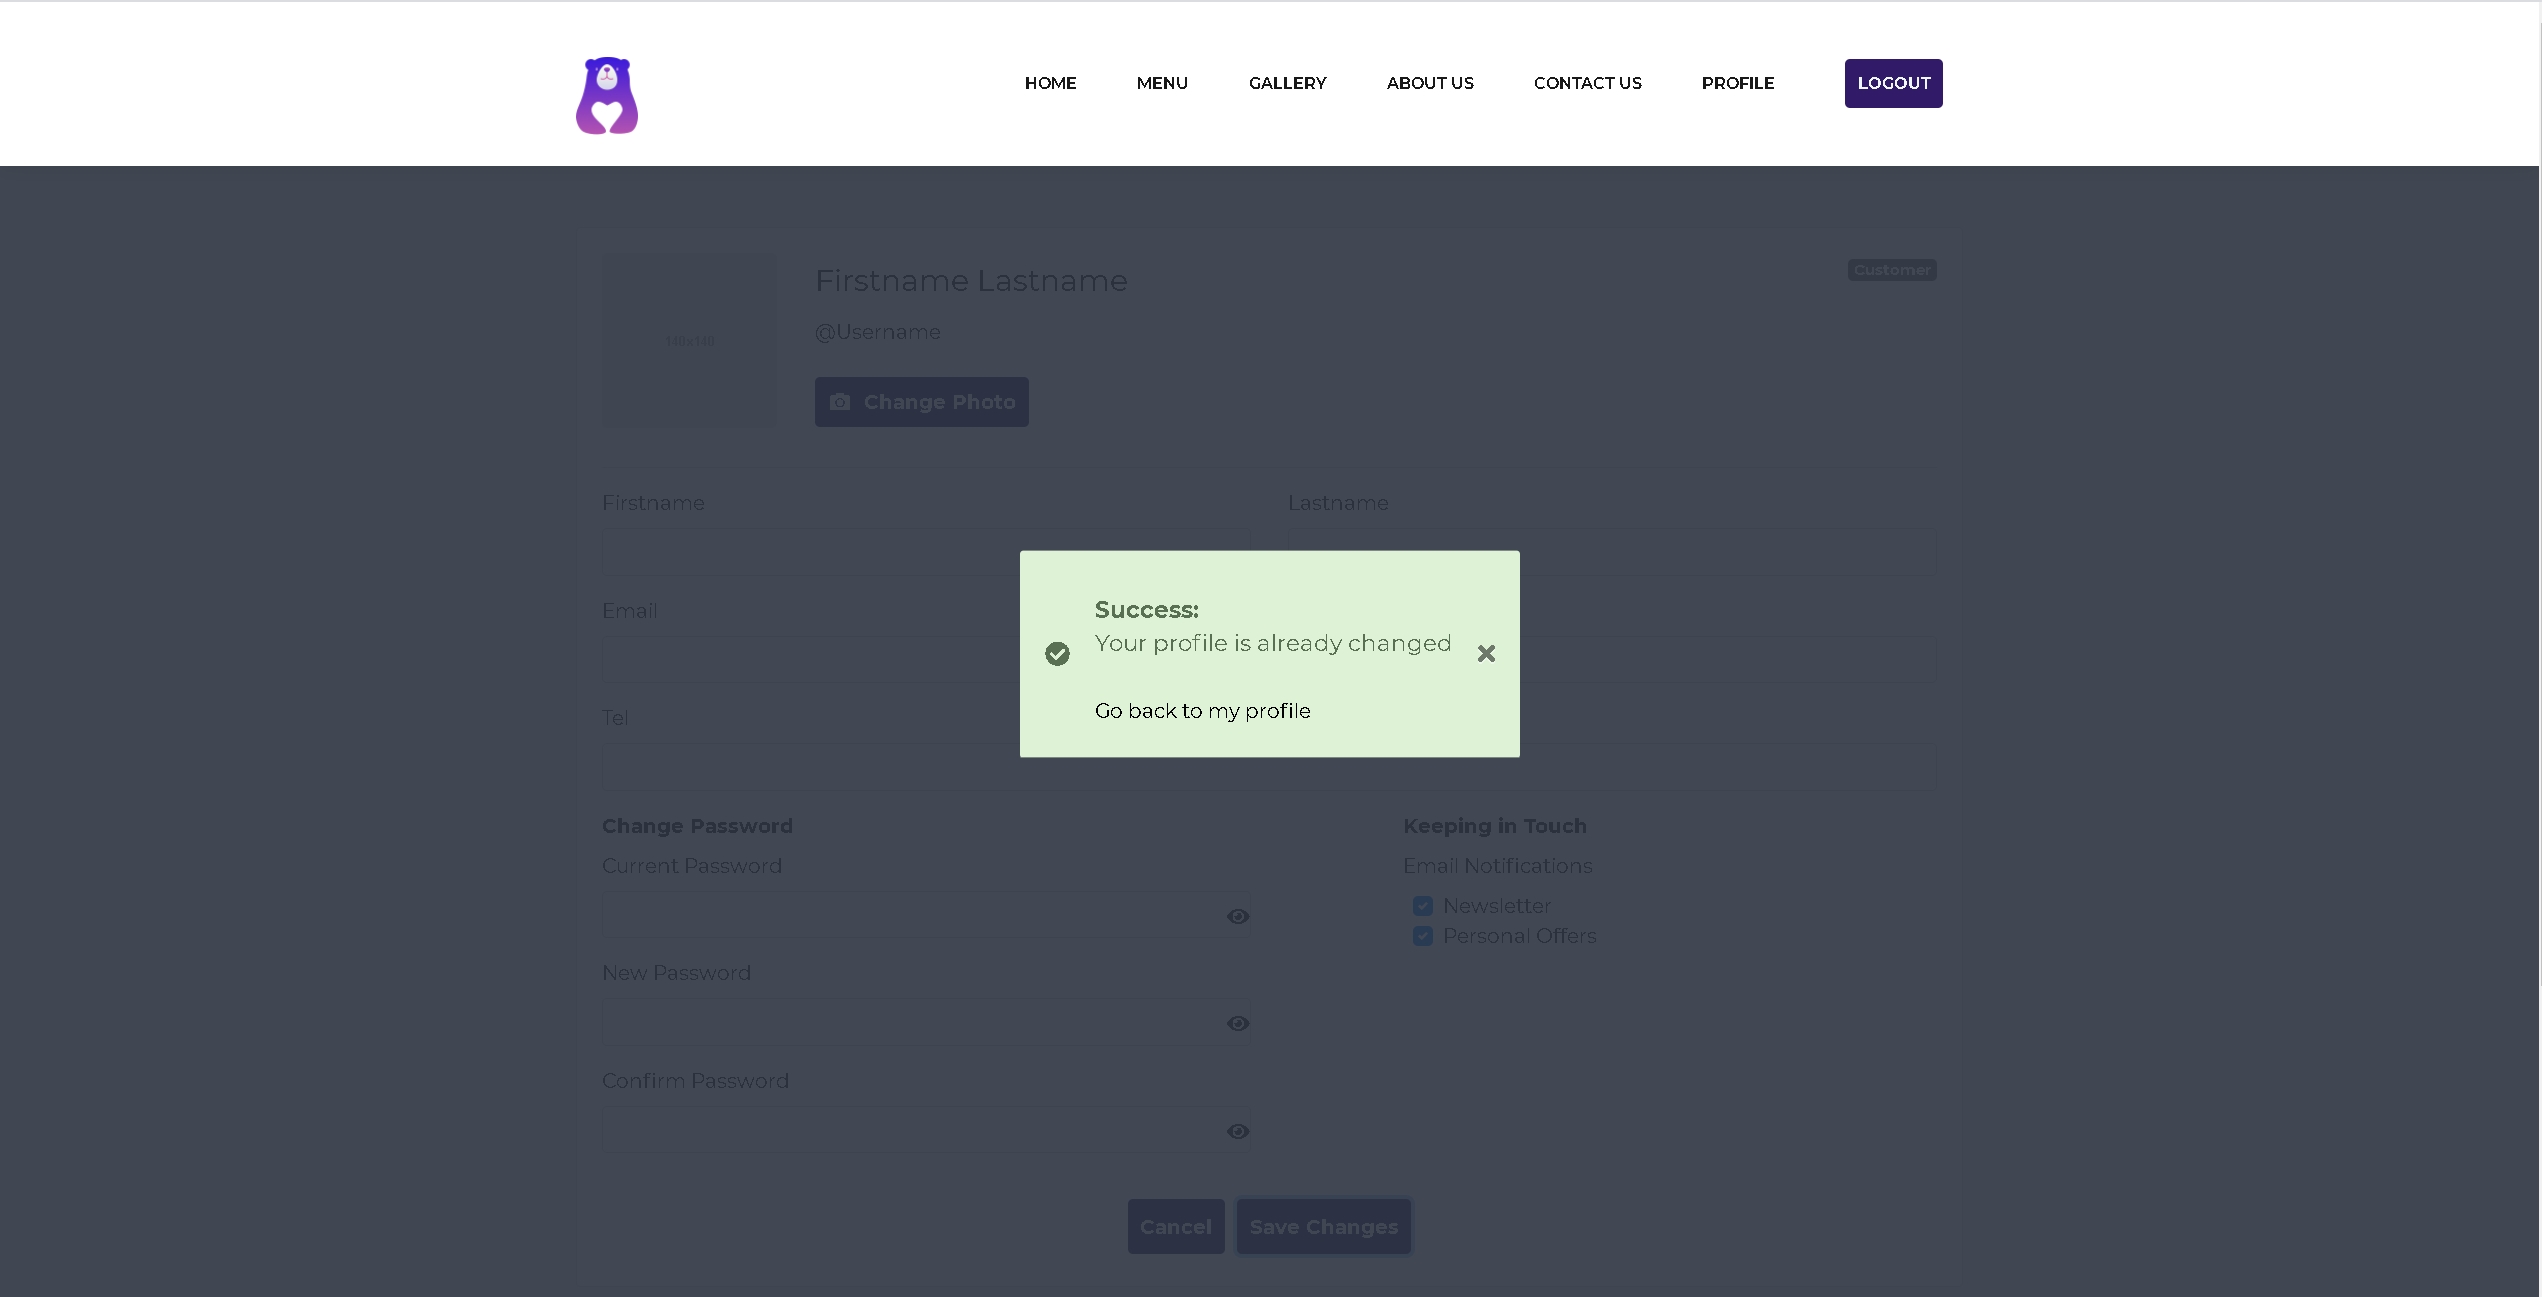 HOME MENU GALLERY ABOUT US CONTACT US PROFILE LOGOUT
Firstname Lastname
Customer
@Username
140x140
Change Photo
Firstname Lastname
Email
Success:
Your profile is already changed
Go back to my profile
Tel
Change Password
Keeping in Touch
Current Password
Email Notifications
Newsletter
Personal Offers
New Password
Confirm Password
Cancel Save Changes